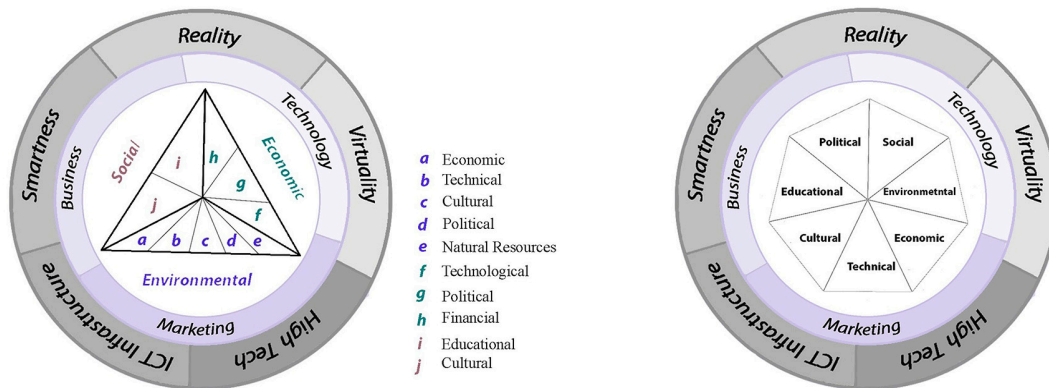 Reality
Smartness
Virtuality
ICT Infrastructure
High Tech
Business
Technology
Marketing
Social
Economic
Environmental
i
h
g
j
f
a
b
c
d
e
a Economic
b Technical
c Cultural
d Political
e Natural Resources
f Technological
g Political
h Financial
i Educational
j Cultural
Reality
Smartness
Virtuality
ICT Infrastructure
High Tech
Business
Technology
Marketing
Political
Social
Educational
Environmetntal
Cultural
Economic
Technical